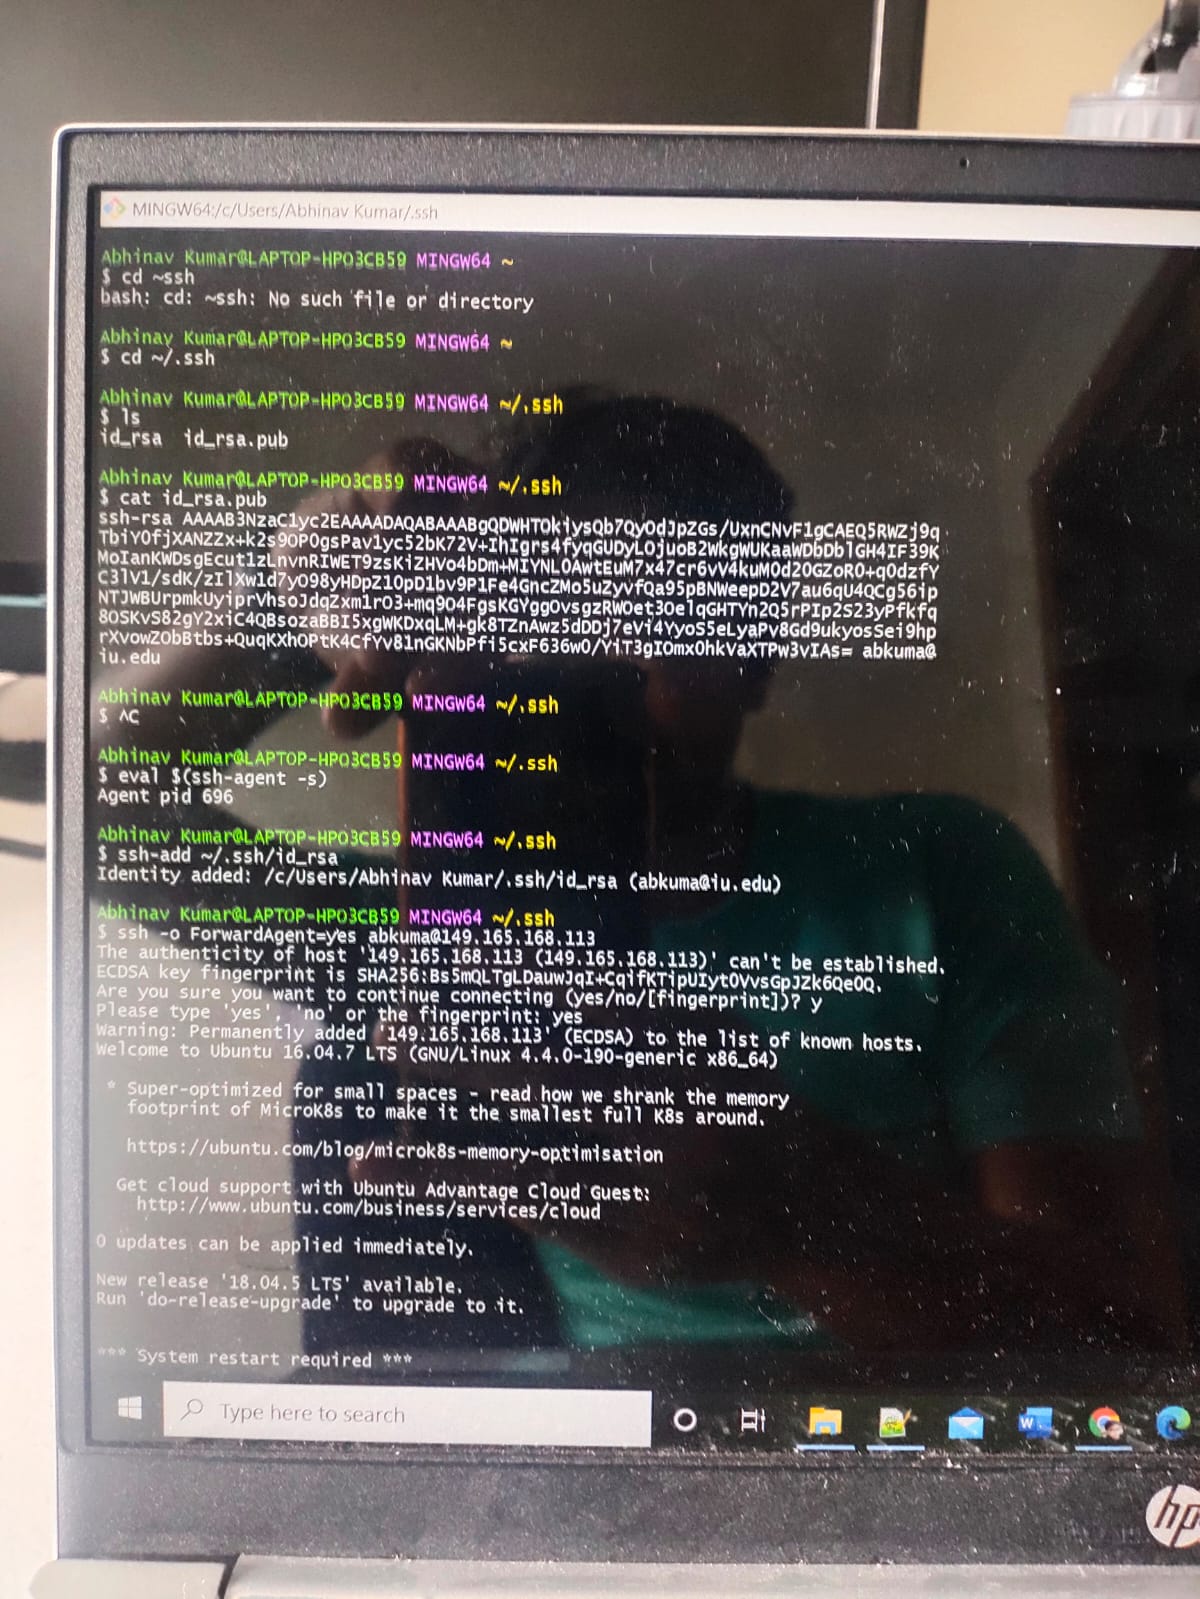 MINGW64:/c/Users/Abhinav Kumar/.ssh
Abhinav Kumar@LAPTOP-HPO3CB59 MINGW64 ~
$ cd ~ssh
bash: cd: ~ssh: No such file or directory
Abhinav Kumar@LAPTOP-HPO3CB59 MINGW64 ~
$ cd ~/.ssh
Abhinav Kumar@LAPTOP-HPO3CB59 MINGW64 ~/.ssh
$ ls
id_rsa id_rsa.pub
Abhinav Kumar@LAPTOP-HPO3CB59 MINGW64 ~/.ssh
$ cat id_rsa.pub
ssh-rsa AAAAB3NzaC1yc2EAAAADAQABAAABgQDWHTOkiysQb7QyOdJpZGs/UxnCNVF1gCAEQ5RWZj9q
TbiYOfjXANZZx+k2s9OPOgsPav1yc52bK72V+IhIgrs4fyqGUDyLOjuoB2WkgWUKaaWDbDblGH4IF39K
MoIanKWDsgEcut1zLnvnRIWET9zsKiZHVo4bDm+MIYNLOAwtEuM7x47cr6vV4kuMOd2OGZoRO+qOdzfY
C3lV1/sdK/zIlXw1d7yO98yHDpZ1OpD1bv9P1Fe4GncZMo5uZyVfQa95pBNWeepD2V7au6qU4QCg56ip
NTJWBUrpmkUyiprVhsoJdqZxm1rO3+mq9O4FgsKGYggOvsgzRWOet3OelqGHTYn2Q5rPIp2S23yPfkfq
8OSKvS82gY2xiC4QBsozaBBI5xgWKDxqLM+gk8TZnAwz5dDDj7eVi4YyoS5eLyaPv8Gd9ukyosSei9hp
rXvowZObBtbs+QuqKXhOPtK4CfYv81nGKNbPfi5cxF636wO/YiT3gIOmxOhkVaXTPw3vIAs= abkuma@
iu.edu
Abhinav Kumar@LAPTOP-HPO3CB59 MINGW64 ~/.ssh
$ ^C
Abhinav Kumar@LAPTOP-HPO3CB59 MINGW64 ~/.ssh
$ eval $(ssh-agent -s)
Agent pid 696
Abhinav Kumar@LAPTOP-HPO3CB59 MINGW64 ~/.ssh
$ ssh-add ~/.ssh/id_rsa
Identity added: /c/Users/Abhinav Kumar/.ssh/id_rsa (abkuma@iu.edu)
Abhinav Kumar@LAPTOP-HPO3CB59 MINGW64 ~/.ssh
$ ssh -o ForwardAgent=yes abkuma@149.165.168.113
The authenticity of host '149.165.168.113 (149.165.168.113)' can't be established.
ECDSA key fingerprint is SHA256:Bs5mQLTgLDauwJqI+CqifKTjpUIytOVvsGpJZk6QeOQ.
Are you sure you want to continue connecting (yes/no/[fingerprint])? y
Please type 'yes', 'no' or the fingerprint: yes
Warning: Permanently added '149.165.168.113' (ECDSA) to the list of known hosts.
Welcome to Ubuntu 16.04.7 LTS (GNU/Linux 4.4.0-190-generic x86_64)
* Super-optimized for small spaces - read how we shrank the memory
footprint of MicroK8s to make it the smallest full K8s around.
https://ubuntu.com/blog/microk8s-memory-optimisation
Get cloud support with Ubuntu Advantage Cloud Guest:
http://www.ubuntu.com/business/services/cloud
0 updates can be applied immediately.
New release '18.04.5 LTS' available.
Run 'do-release-upgrade' to upgrade to it.
*** System restart required ***
Type here to search
hp